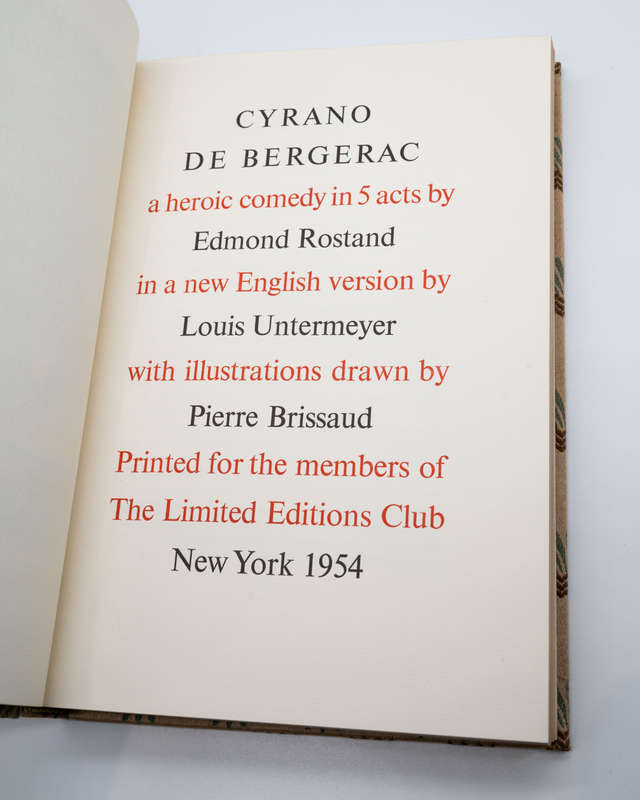 CYRANO
DE BERGERAC
a heroic comedy in 5 acts by
Edmond Rostand
in a new English version by
Louis Untermeyer
with illustrations drawn by
Pierre Brissaud
Printed for the members of
The Limited Editions Club
New York 1954